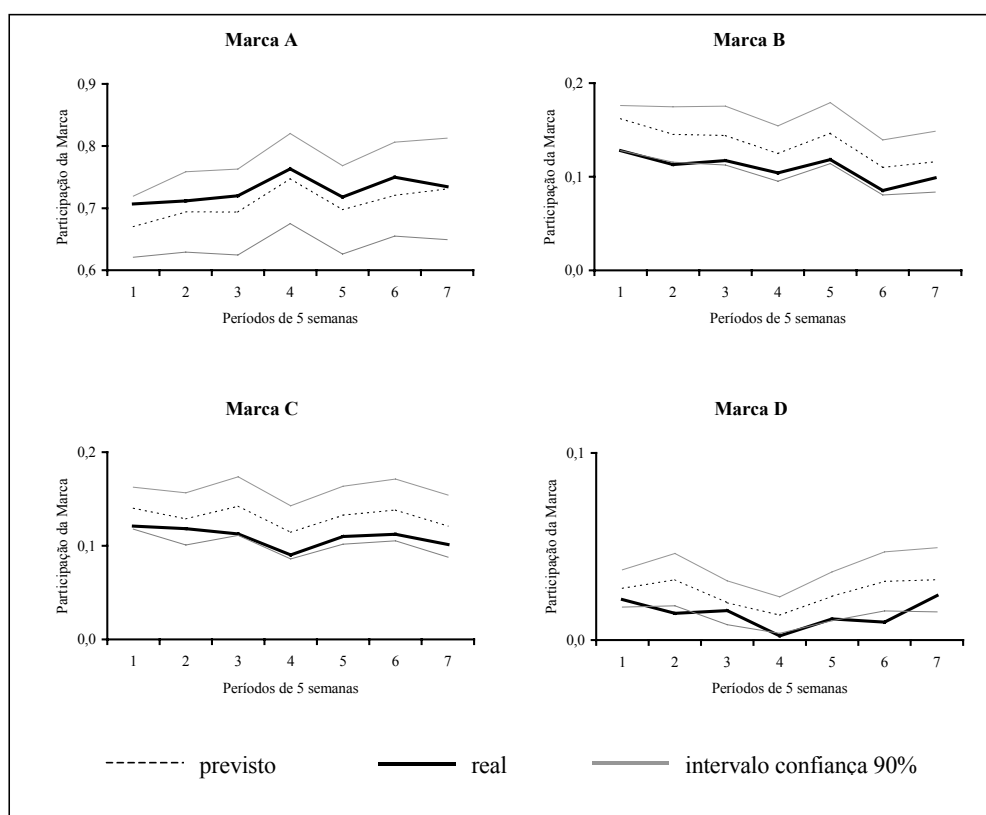 Marca A
Participação da Marca
0,9
0,8
0,7
0,6
1 2 3 4 5 6 7
Períodos de 5 semanas
Marca B
Participação da Marca
0,2
0,1
0,0
1 2 3 4 5 6 7
Períodos de 5 semanas
Marca C
Participação da Marca
0,2
0,1
0,0
1 2 3 4 5 6 7
Períodos de 5 semanas
Marca D
Participação da Marca
0,1
0,0
1 2 3 4 5 6 7
Períodos de 5 semanas
previsto
real
intervalo confiança 90%